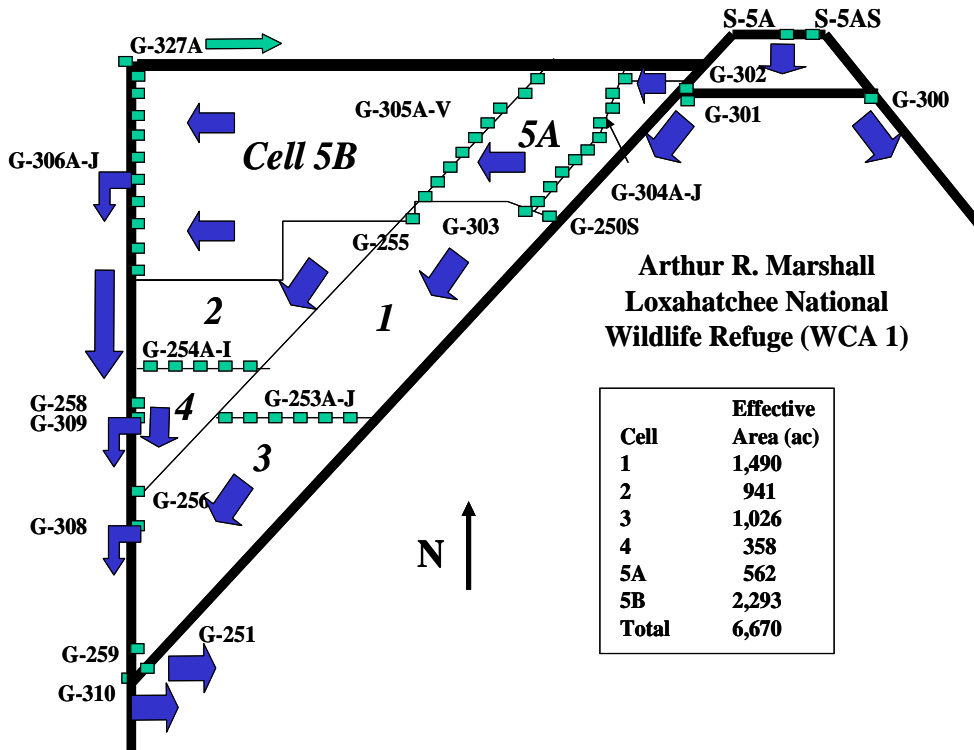 S-5A
S-5AS
G-327A
G-302
G-305A-V
5A
G-301
G-300
Cell 5B
G-306A-J
G-304A-J
G-303
G-250S
G-255
Arthur R. Marshall
Loxahatchee National
Wildlife Refuge (WCA 1)
2
1
G-254A-I
G-253A-J
G-258
G-309
4
3
G-256
G-308
N
Effective
Cell Area (ac)
1 1,490
2 941
3 1,026
4 358
5A 562
5B 2,293
Total 6,670
G-251
G-259
G-310